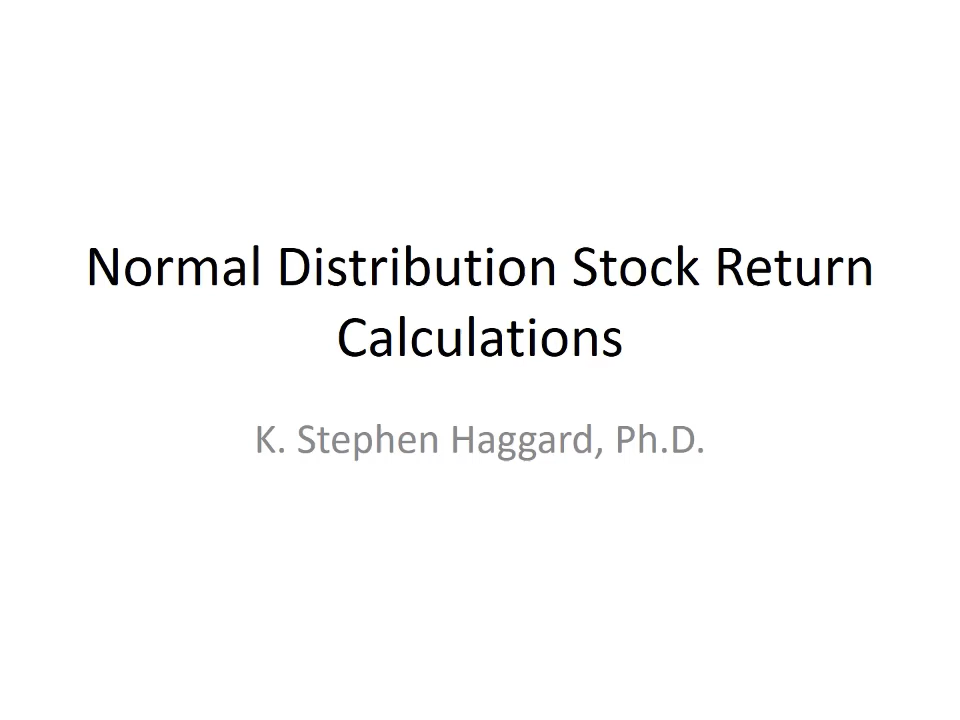 Normal Distribution Stock Return
Calculations
K. Stephen Haggard, Ph.D.